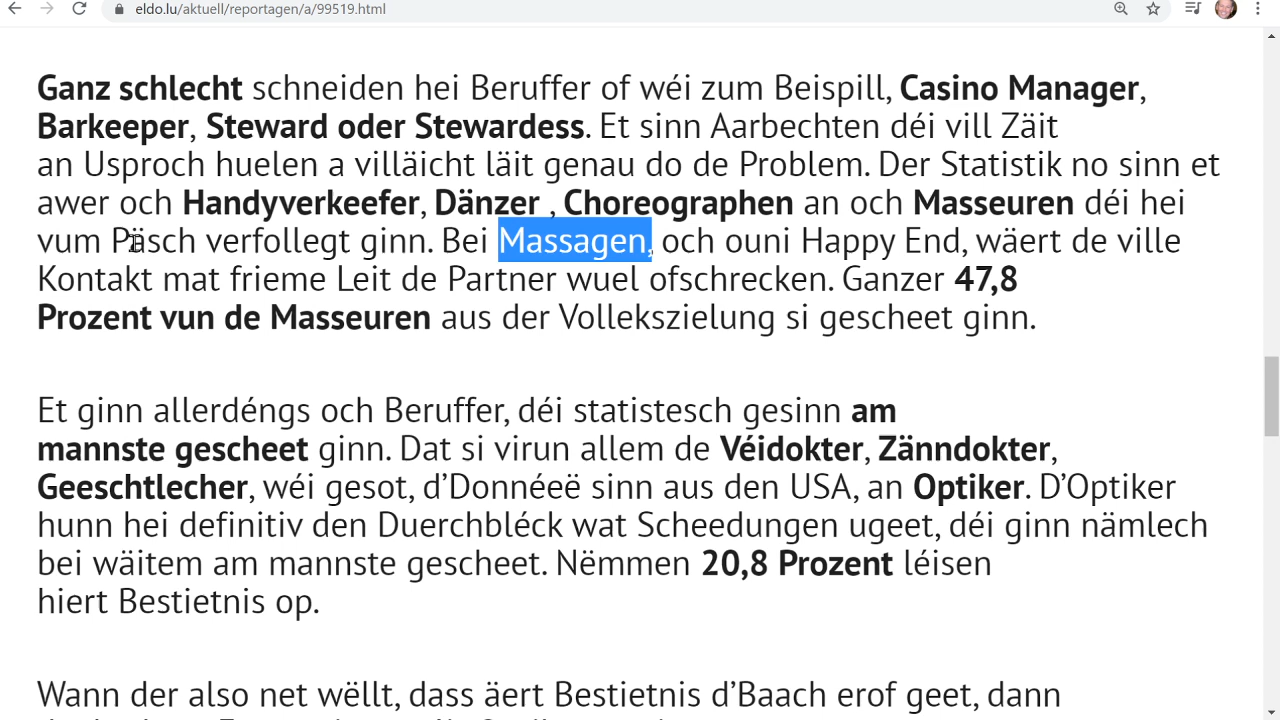 eldo.lu/aktuell/reportagen/a/99519.html
Ganz schlecht schneiden hei Beruffer of wéi zum Beispill, Casino Manager,
Barkeeper, Steward oder Stewardess. Et sinn Aarbechten déi vill Zäit
an Usproch huelen a villäicht läit genau do de Problem. Der Statistik no sinn et
awer och Handyverkeefer, Dänzer , Choreographen an och Masseuren déi hei
vum Päsch verfollegt ginn. Bei Massagen, och ouni Happy End, wäert de ville
Kontakt mat frieme Leit de Partner wuel ofschrecken. Ganzer 47,8
Prozent vun de Masseuren aus der Vollekszielung si gescheet ginn.
Et ginn allerdéngs och Beruffer, déi statistesch gesinn am
mannste gescheet ginn. Dat si virun allem de Véidokter, Zänndokter,
Geeschtlecher, wéi gesot, d’Donnéeë sinn aus den USA, an Optiker. D’Optiker
hunn hei definitiv den Duerchbléck wat Scheedungen ugeet, déi ginn nämlech
bei wäitem am mannste gescheet. Nëmmen 20,8 Prozent léisen
hiert Bestietnis op.
Wann der also net wëllt, dass äert Bestietnis d’Baach erof geet, dann